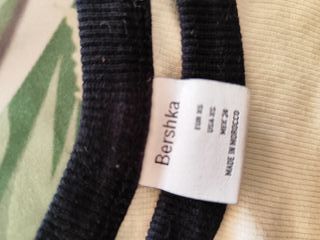 Bershka
EUR XS
USA XS
MEX 24
MADE IN MOROCCO